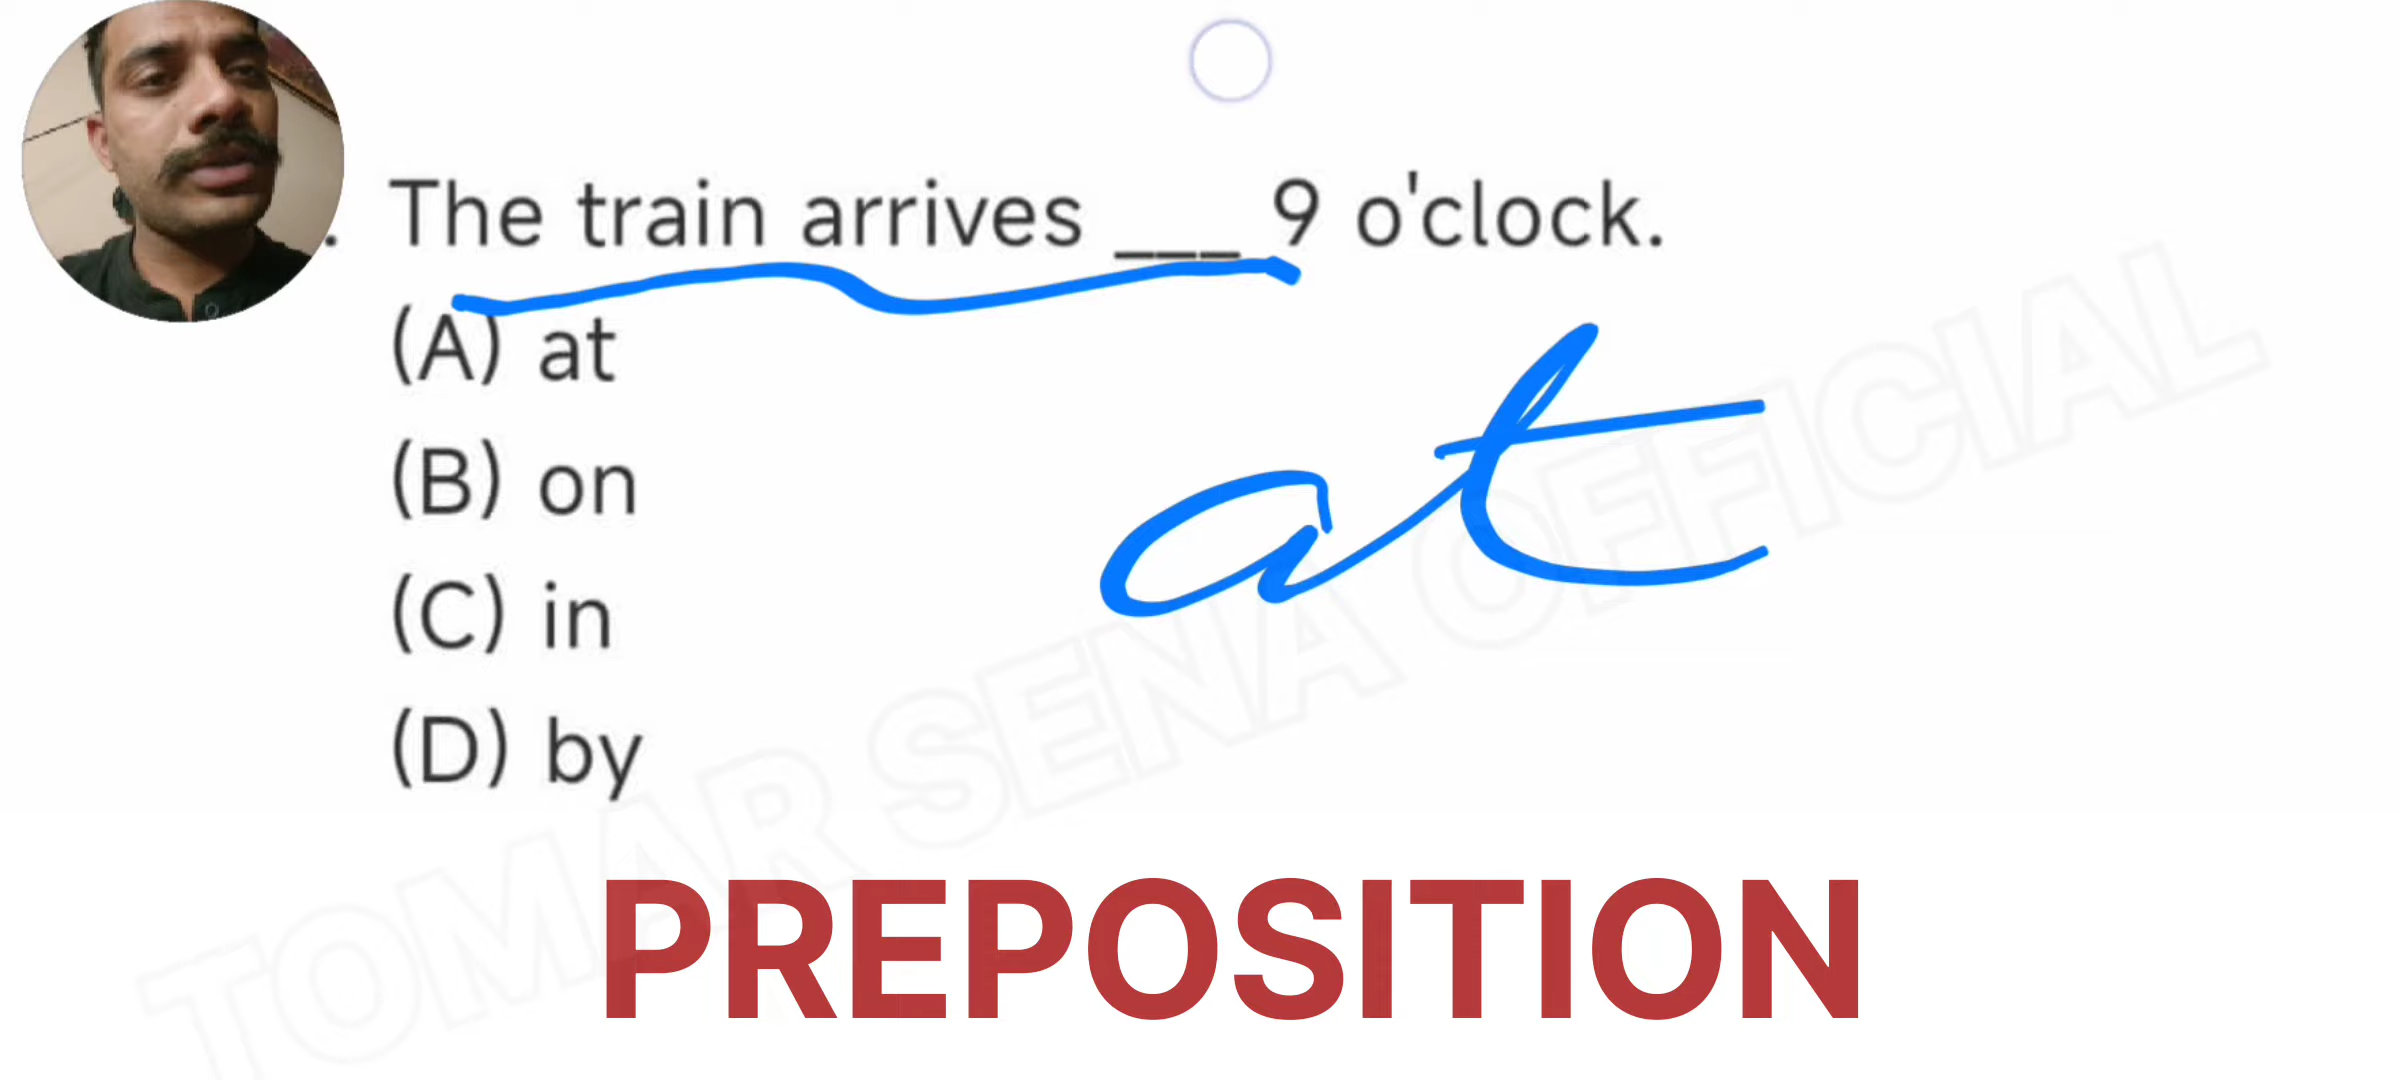 . The train arrives ___ 9 o'clock.
(A) at
(B) on
at
(C) in
(D) by
PREPOSITION
TOMAR SENA OFFICIAL